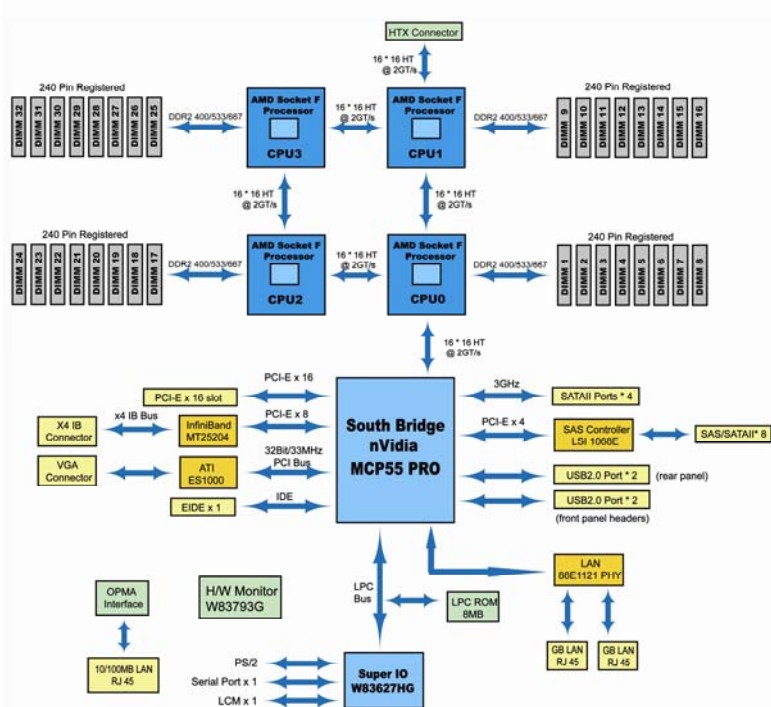 HTX Connector
16 * 16 HT
@ 2GT/s
240 Pin Registered
DIMM 32
DIMM 31
DIMM 30
DIMM 29
DIMM 28
DIMM 27
DIMM 26
DIMM 25
DDR2 400/533/667
AMD Socket F
Processor
CPU3
16 * 16 HT
@ 2GT/s
AMD Socket F
Processor
CPU1
DDR2 400/533/667
240 Pin Registered
DIMM 9
DIMM 10
DIMM 11
DIMM 12
DIMM 13
DIMM 14
DIMM 15
DIMM 16
16 * 16 HT
@ 2GT/s
16 * 16 HT
@ 2GT/s
240 Pin Registered
DIMM 24
DIMM 23
DIMM 22
DIMM 21
DIMM 20
DIMM 19
DIMM 18
DIMM 17
DDR2 400/533/667
AMD Socket F
Processor
CPU2
16 * 16 HT
@ 2GT/s
AMD Socket F
Processor
CPU0
DDR2 400/533/667
240 Pin Registered
DIMM 1
DIMM 2
DIMM 3
DIMM 4
DIMM 5
DIMM 6
DIMM 7
DIMM 8
16 * 16 HT
@ 2GT/s
PCI-E x 16 slot
PCI-E x 16
X4 IB
Connector
x4 IB Bus
InfiniBand
MT25204
PCI-E x 8
VGA
Connector
ATI
ES1000
32Bit/33MHz
PCI Bus
EIDE x 1
IDE
South Bridge
nVidia
MCP55 PRO
3GHz
SATAII Ports * 4
PCI-E x 4
SAS Controller
LSI 1068E
SAS/SATAII* 8
USB2.0 Port * 2
(rear panel)
USB2.0 Port * 2
(front panel headers)
LAN
88E1121 PHY
GB LAN
RJ 45
GB LAN
RJ 45
OPMA
Interface
10/100MB LAN
RJ 45
H/W Monitor
W83793G
LPC
Bus
LPC ROM
8MB
PS/2
Serial Port x 1
LCM x 1
Super IO
W83627HG